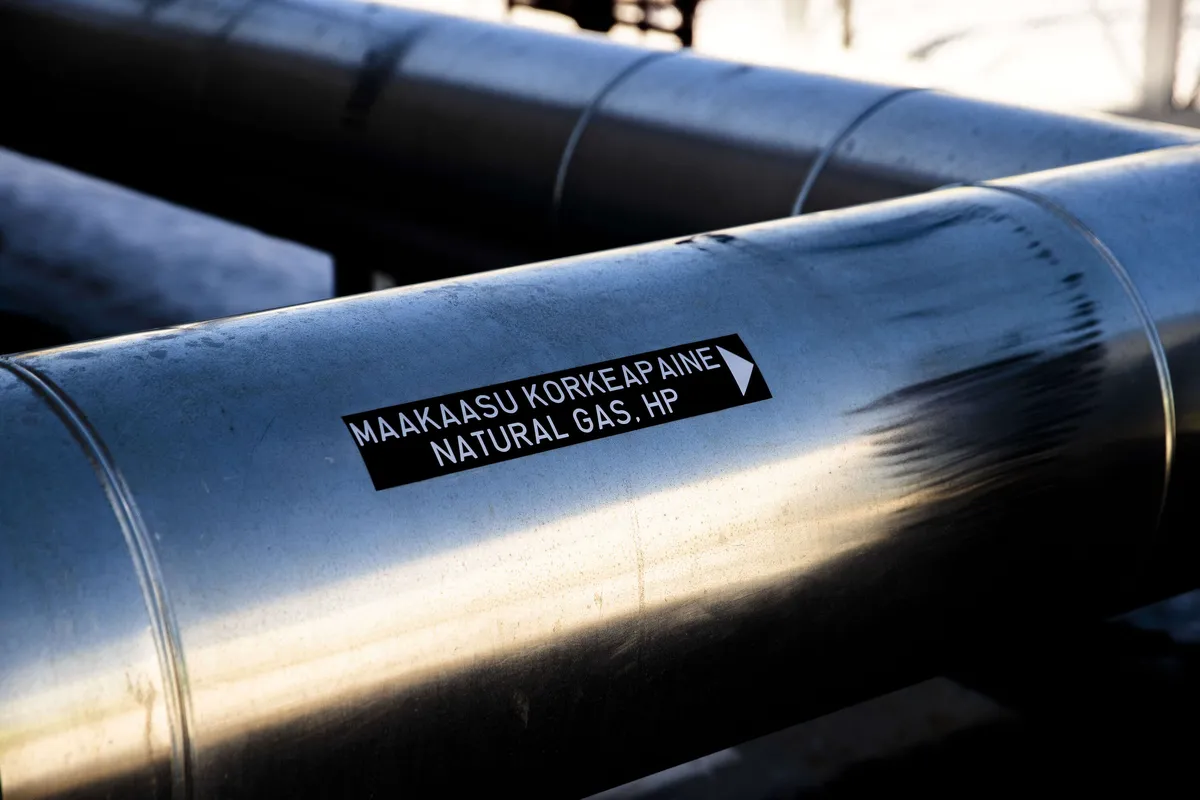 MAAKAASU KORKEAPAINE
NATURAL GAS, HP